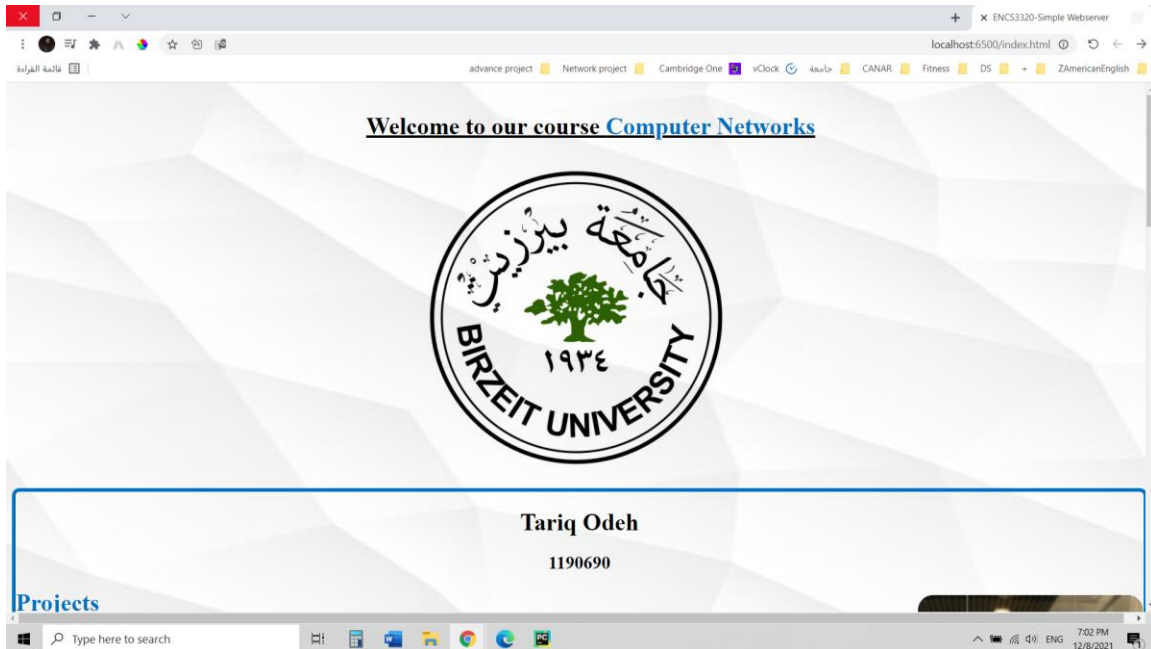 ENCS3320-Simple Webserver
localhost:6500/index.html
قائمة القراءة
advance project Network project Cambridge One vClock جامعة CANAR Fitness DS + ZAmericanEnglish
Welcome to our course Computer Networks
جَامِعَة بيرزيت
١٩٣٤
BIRZEIT UNIVERSITY
Tariq Odeh
1190690
Projects
Type here to search
ENG
7:02 PM
12/8/2021